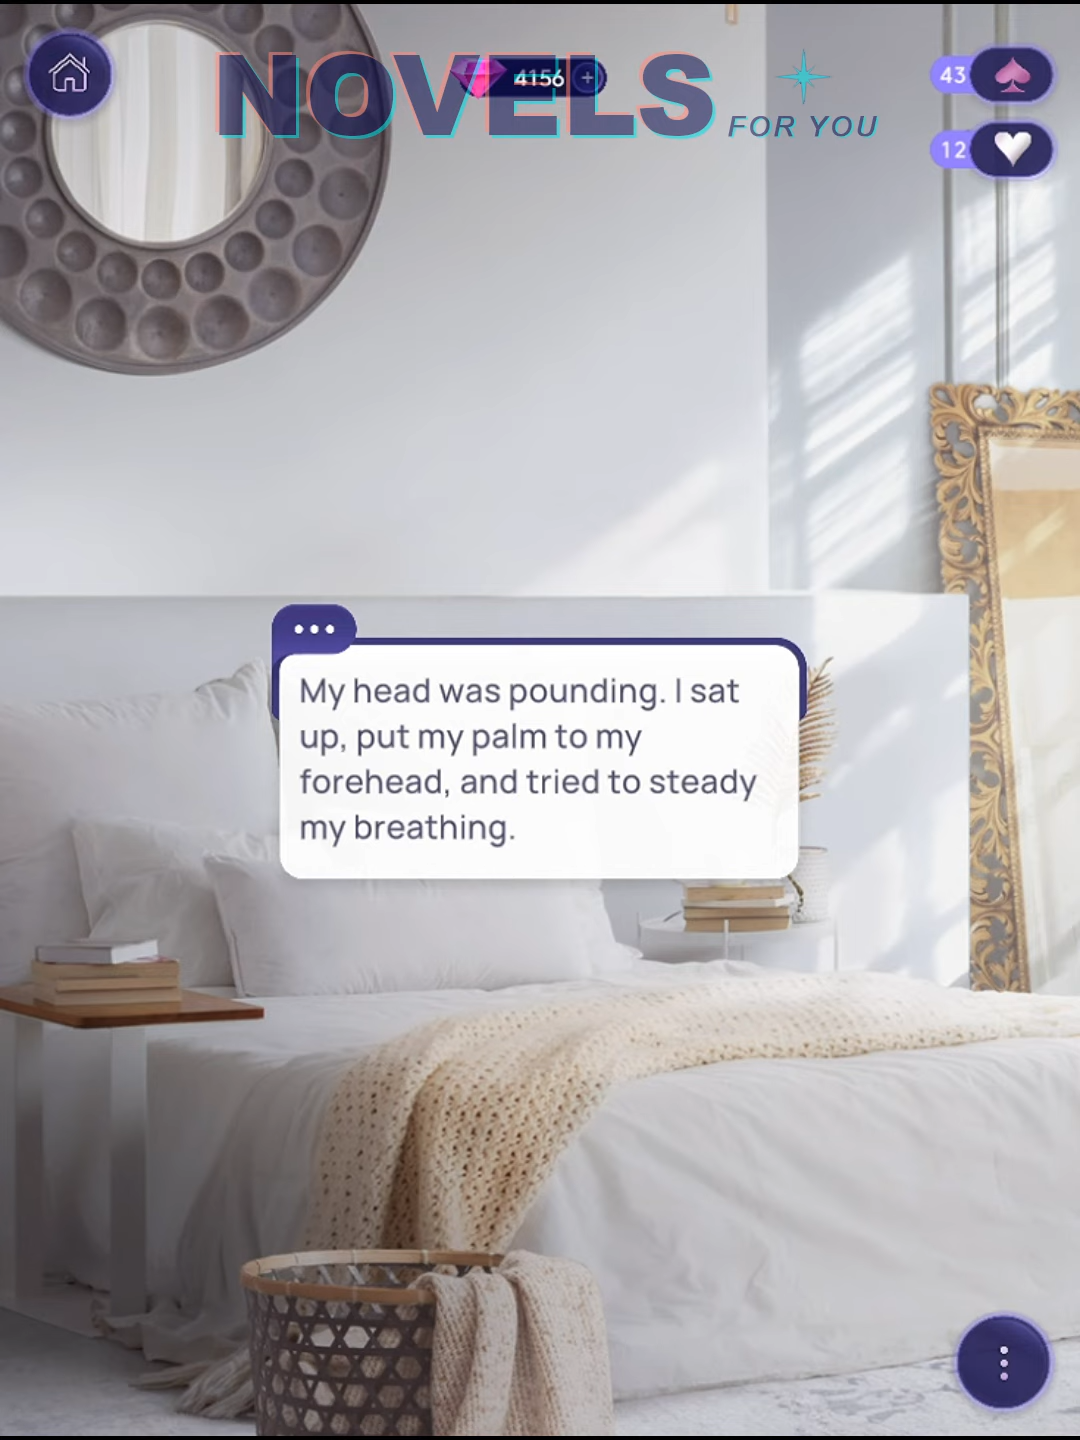 NOVELS
FOR YOU
4156 +
43
12
My head was pounding. I sat
up, put my palm to my
forehead, and tried to steady
my breathing.